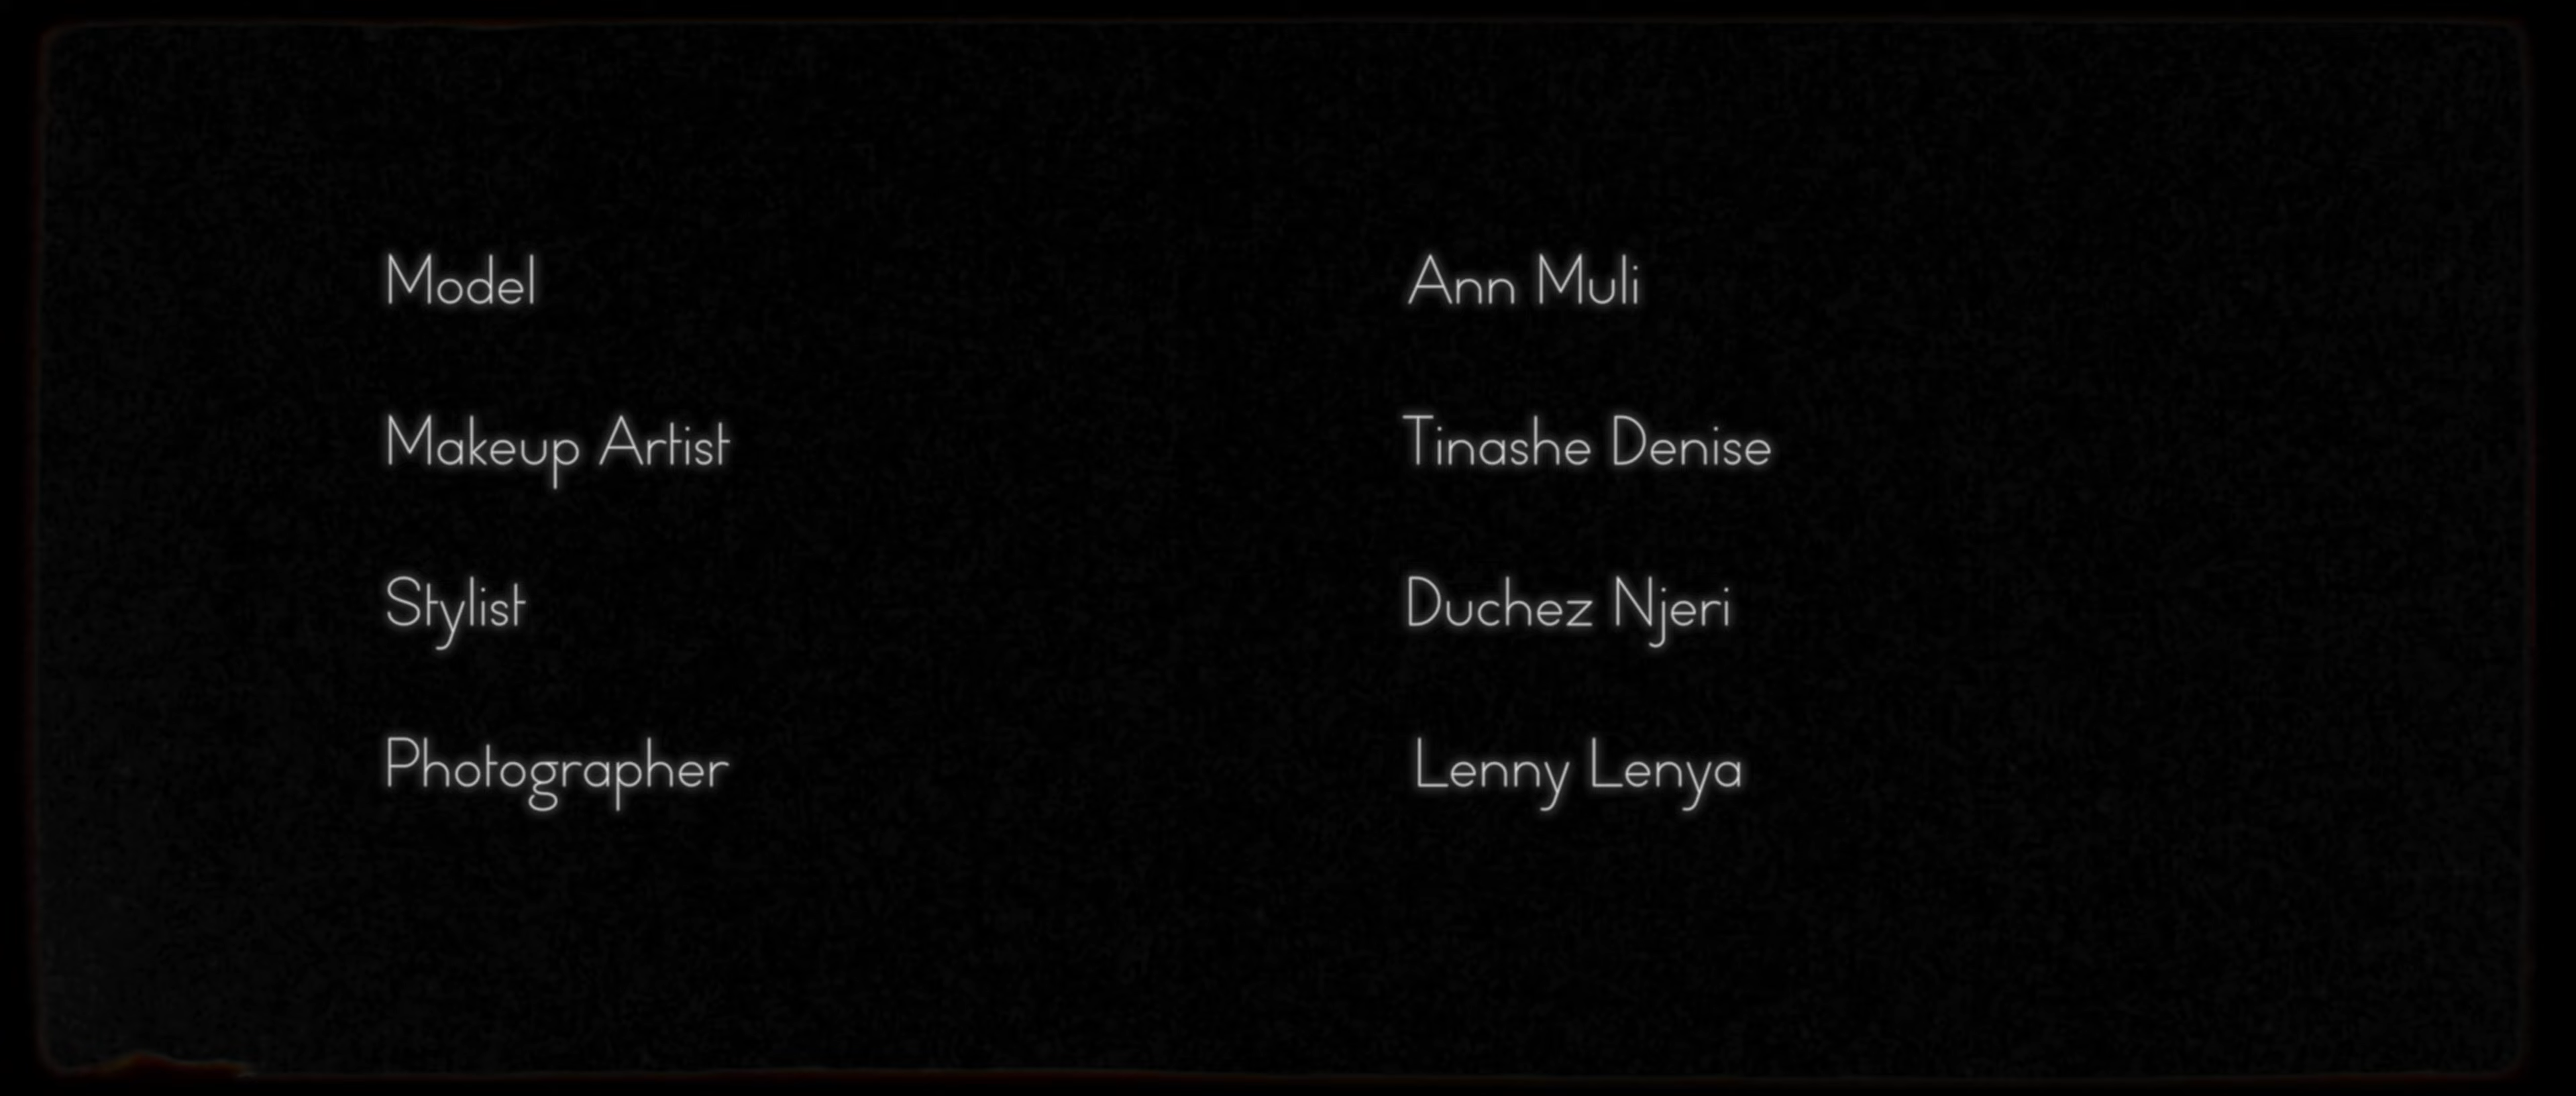 Model Ann Muli
Makeup Artist Tinashe Denise
Stylist Duchez Njeri
Photographer Lenny Lenya